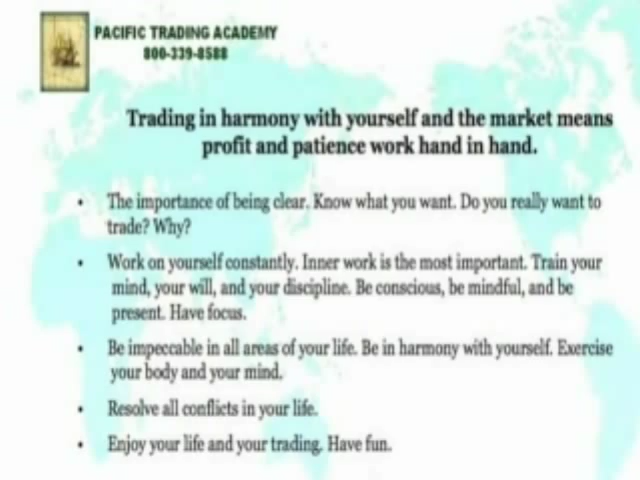 PACIFIC TRADING ACADEMY
800-339-8588
Trading in harmony with yourself and the market means
profit and patience work hand in hand.
• The importance of being clear. Know what you want. Do you really want to
trade? Why?
• Work on yourself constantly. Inner work is the most important. Train your
mind, your will, and your discipline. Be conscious, be mindful, and be
present. Have focus.
• Be impeccable in all areas of your life. Be in harmony with yourself. Exercise
your body and your mind.
• Resolve all conflicts in your life.
• Enjoy your life and your trading. Have fun.